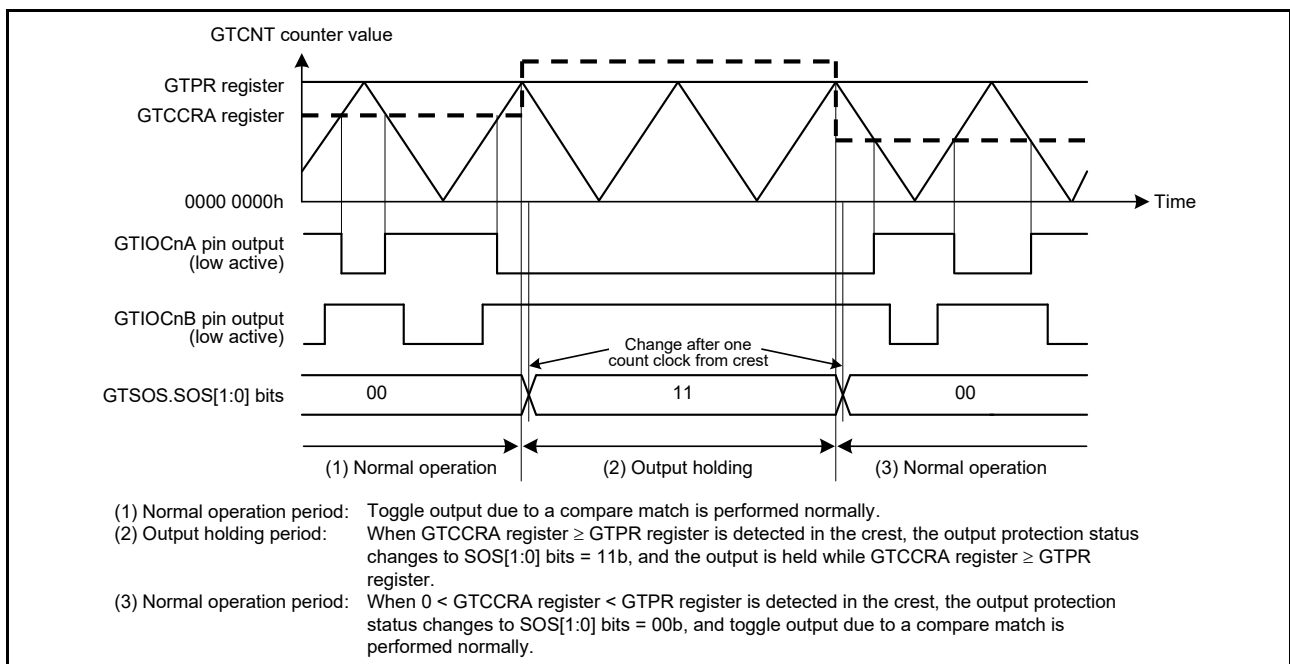 GTCNT counter value
GTPR register
GTCCRA register
0000 0000h
Time
GTIOCnA pin output
(low active)
GTIOCnB pin output
(low active)
Change after one
count clock from crest
GTSOS.SOS[1:0] bits
00
11
00
(1) Normal operation
(2) Output holding
(3) Normal operation
(1) Normal operation period: Toggle output due to a compare match is performed normally.
(2) Output holding period: When GTCCRA register ≥ GTPR register is detected in the crest, the output protection status
changes to SOS[1:0] bits = 11b, and the output is held while GTCCRA register ≥ GTPR
register.
(3) Normal operation period: When 0 < GTCCRA register < GTPR register is detected in the crest, the output protection
status changes to SOS[1:0] bits = 00b, and toggle output due to a compare match is
performed normally.